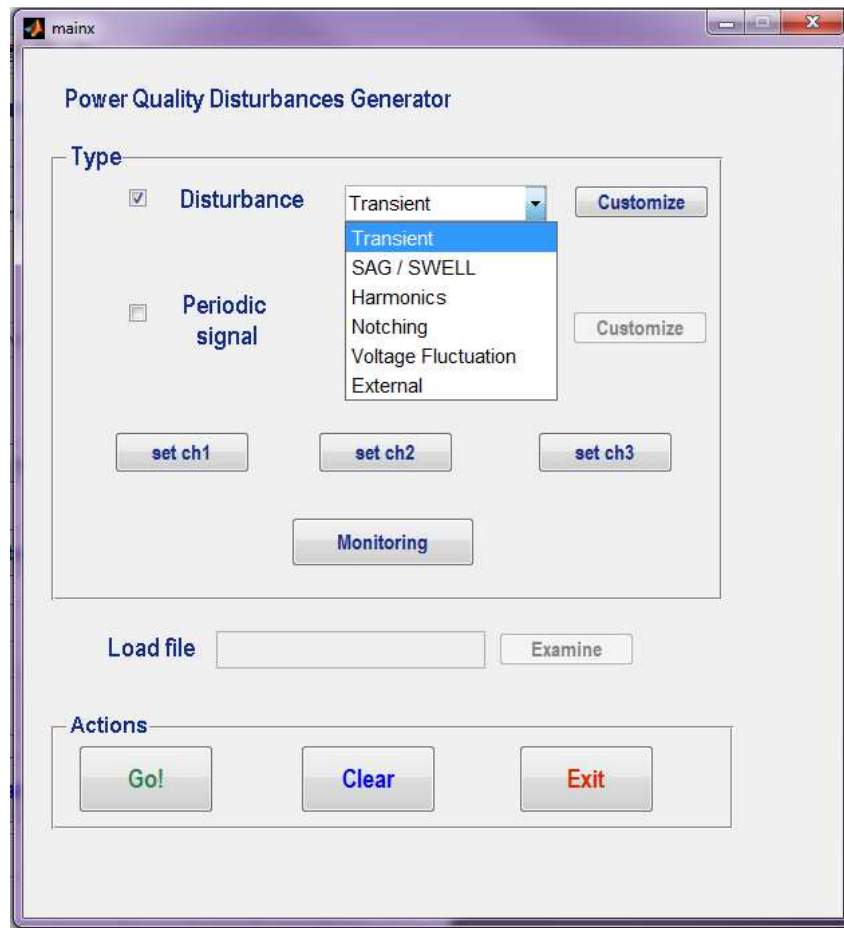 mainx
Power Quality Disturbances Generator
Type
Disturbance
Transient
Customize
Transient
SAG / SWELL
Harmonics
Notching
Voltage Fluctuation
External
Periodic
signal
Customize
set ch1
set ch2
set ch3
Monitoring
Load file
Examine
Actions
Go!
Clear
Exit